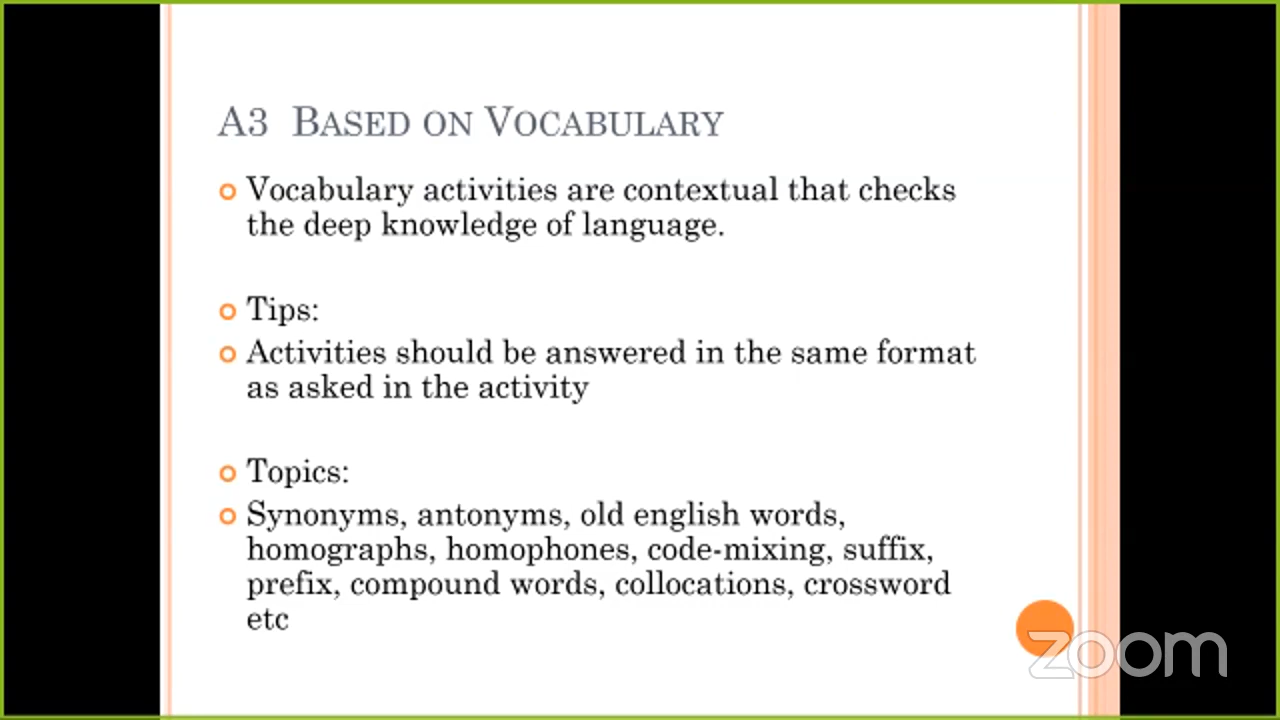 A3 BASED ON VOCABULARY
Vocabulary activities are contextual that checks
the deep knowledge of language.
Tips:
Activities should be answered in the same format
as asked in the activity
Topics:
Synonyms, antonyms, old english words,
homographs, homophones, code-mixing, suffix,
prefix, compound words, collocations, crossword
etc
zoom